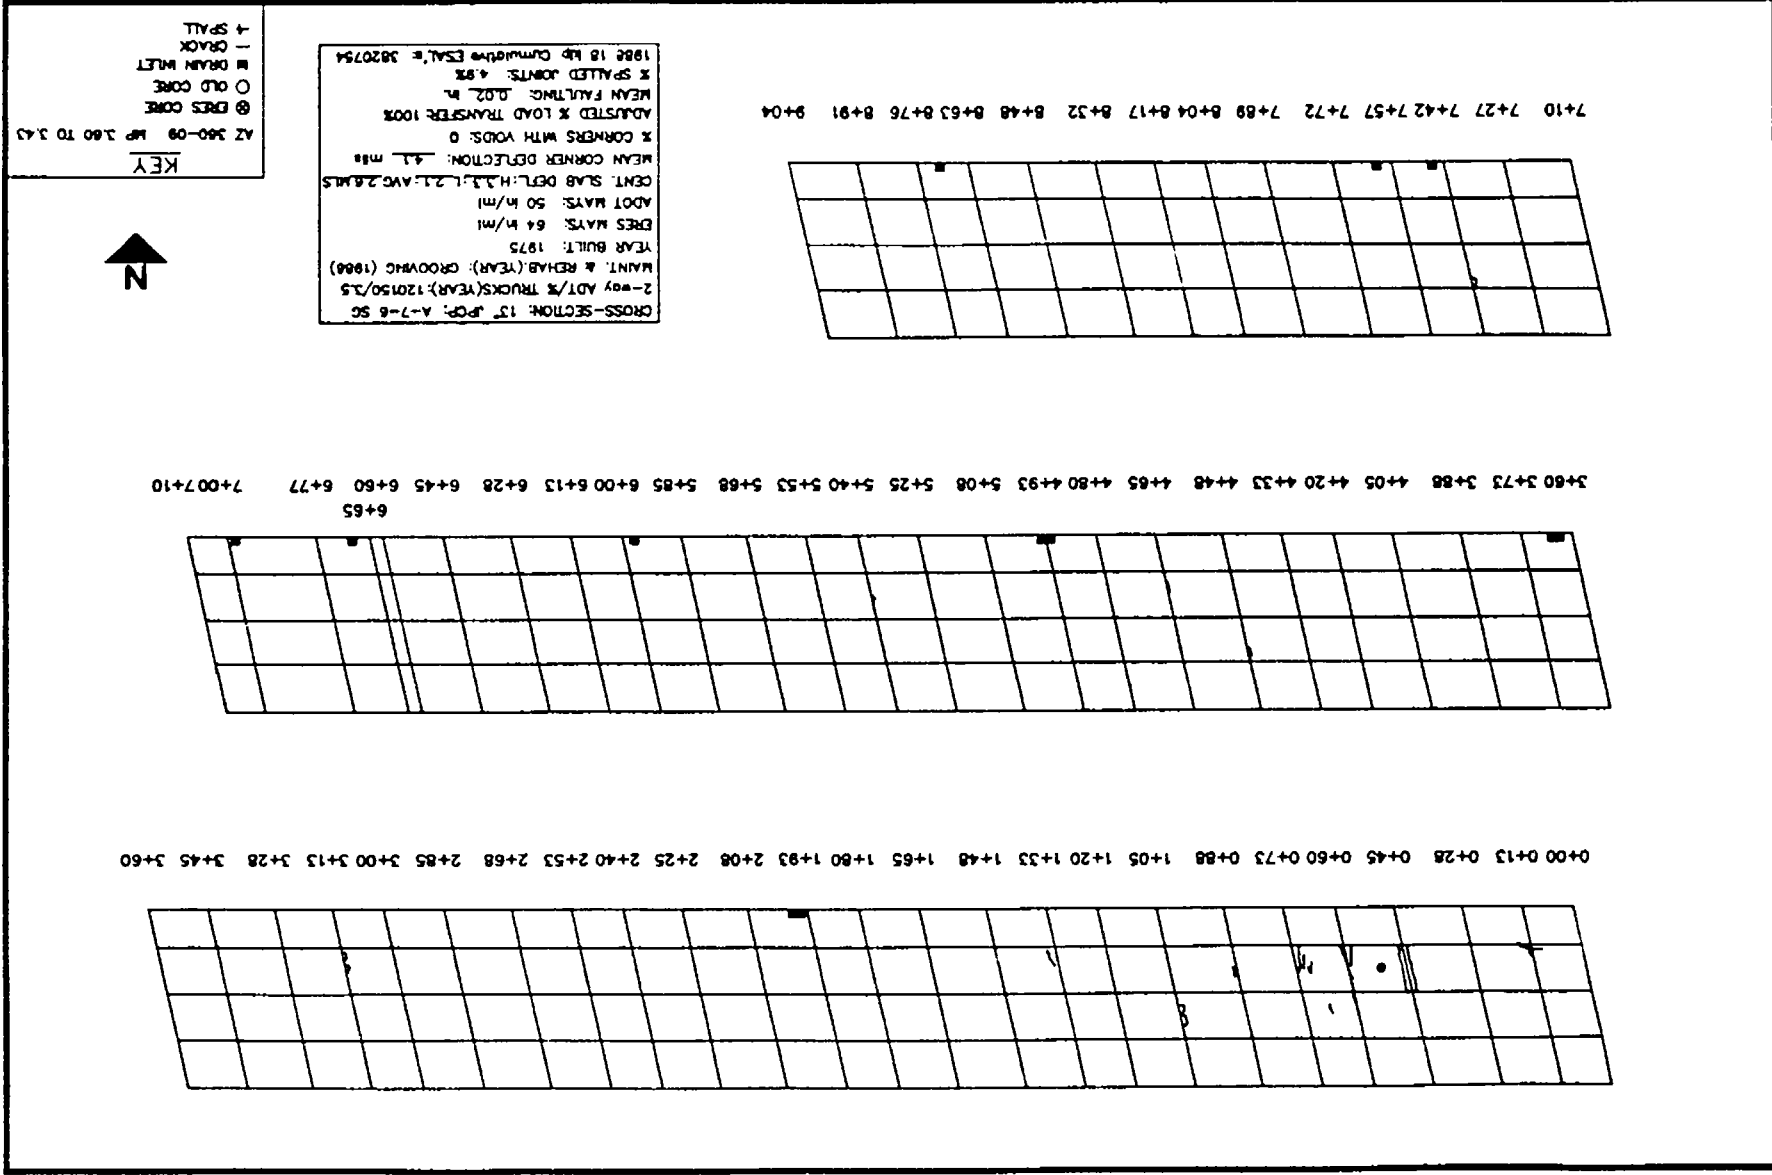 0+00 0+13 0+28 0+45 0+60 0+73 0+88 1+05 1+20 1+33 1+48 1+65 1+80 1+93 2+08 2+25 2+40 2+53 2+68 2+85 3+00 3+13 3+28 3+45 3+60
6+65
3+60 3+73 3+88 4+05 4+20 4+33 4+48 4+65 4+80 4+93 5+08 5+25 5+40 5+53 5+68 5+85 6+00 6+13 6+28 6+45 6+60 6+77 7+00 7+10
7+10 7+27 7+42 7+57 7+72 7+89 8+04 8+17 8+32 8+48 8+63 8+76 8+91 9+04
CROSS-SECTION: 13" JPCP; A-7-6 SG
2-way ADT/% TRUCKS(YEAR): 120150/3.5
MAINT. & REHAB.(YEAR): GROOVING (1986)
YEAR BUILT: 1975
ERES MAYS: 64 in/mi
ADOT MAYS: 50 in/mi
CENT. SLAB DEFL: H 3.3; L 2.1; AVG 2.6 MLS
MEAN CORNER DEFLECTION: 4.1 mils
% CORNERS WITH VOIDS: 0
ADJUSTED % LOAD TRANSFER: 100%
MEAN FAULTING: 0.02 in.
% SPALLED JOINTS: 4.9%
1986 18 kip Cumulative ESAL's: 3820754
N
KEY
AZ 360-09 MP 3.60 TO 3.43
ERES CORE
OLD CORE
DRAIN INLET
CRACK
SPALL